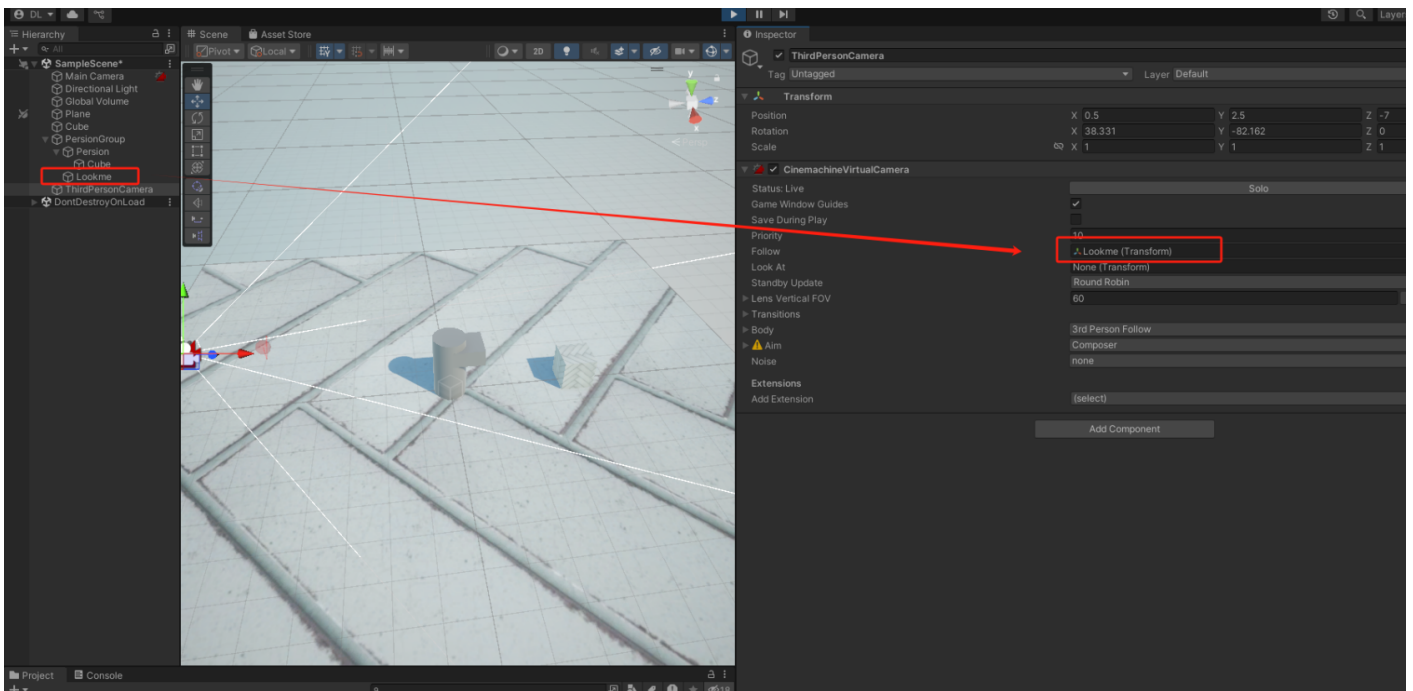 DL
Layer
Hierarchy
All
SampleScene*
Main Camera
Directional Light
Global Volume
Plane
Cube
PersionGroup
Persion
Cube
Lookme
ThirdPersonCamera
DontDestroyOnLoad
Scene
Asset Store
Pivot
Local
2D
y
z
x
Persp
Inspector
ThirdPersonCamera
Tag Untagged
Layer Default
Transform
Position X 0.5 Y 2.5 Z -7
Rotation X 38.331 Y -82.162 Z 0
Scale X 1 Y 1 Z 1
CinemachineVirtualCamera
Status: Live Solo
Game Window Guides
Save During Play
Priority 10
Follow Lookme (Transform)
Look At None (Transform)
Standby Update Round Robin
Lens Vertical FOV 60
Transitions
Body 3rd Person Follow
Aim Composer
Noise none
Extensions
Add Extension (select)
Add Component
Project
Console
18